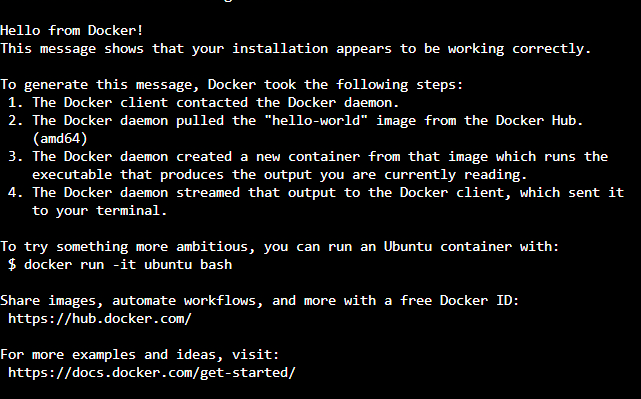 Hello from Docker!
This message shows that your installation appears to be working correctly.
To generate this message, Docker took the following steps:
1. The Docker client contacted the Docker daemon.
2. The Docker daemon pulled the "hello-world" image from the Docker Hub.
(amd64)
3. The Docker daemon created a new container from that image which runs the
executable that produces the output you are currently reading.
4. The Docker daemon streamed that output to the Docker client, which sent it
to your terminal.
To try something more ambitious, you can run an Ubuntu container with:
$ docker run -it ubuntu bash
Share images, automate workflows, and more with a free Docker ID:
https://hub.docker.com/
For more examples and ideas, visit:
https://docs.docker.com/get-started/